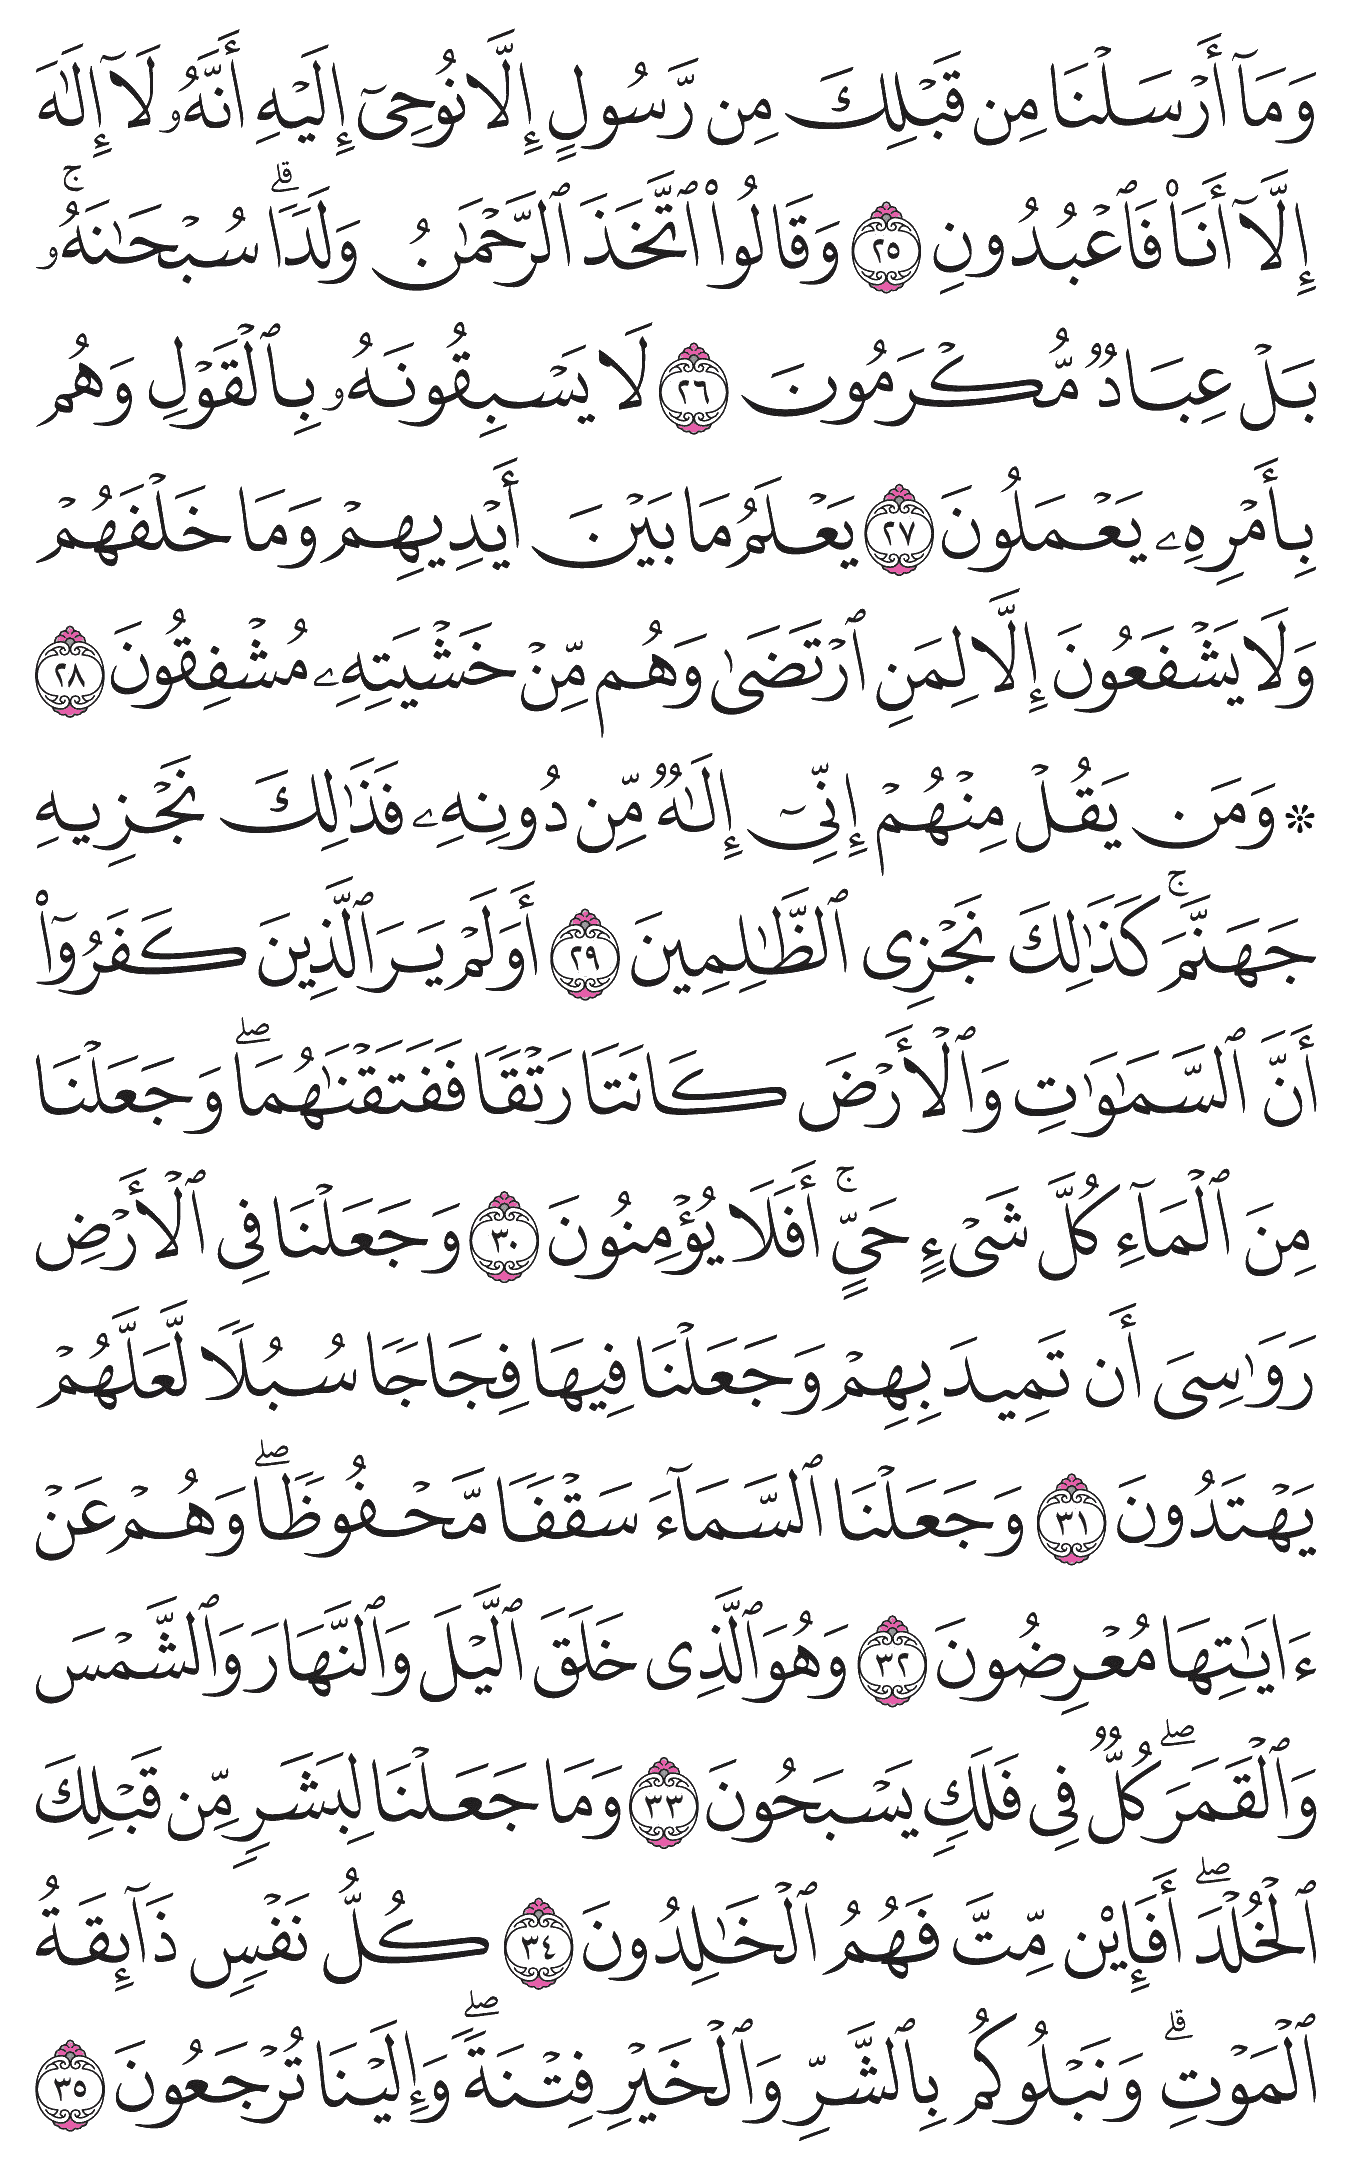 وَمَآ أَرْسَلْنَا مِن قَبْلِكَ مِن رَّسُولٍ إِلَّا نُوحِىٓ إِلَيْهِ أَنَّهُۥ لَآ إِلَـٰهَ
إِلَّآ أَنَا۠ فَٱعْبُدُونِ ٢٥ وَقَالُوا۟ ٱتَّخَذَ ٱلرَّحْمَـٰنُ وَلَدًا ۗ سُبْحَـٰنَهُۥ ۚ
بَلْ عِبَادٌ مُّكْرَمُونَ ٢٦ لَا يَسْبِقُونَهُۥ بِٱلْقَوْلِ وَهُم
بِأَمْرِهِۦ يَعْمَلُونَ ٢٧ يَعْلَمُ مَا بَيْنَ أَيْدِيهِمْ وَمَا خَلْفَهُمْ
وَلَا يَشْفَعُونَ إِلَّا لِمَنِ ٱرْتَضَىٰ وَهُم مِّنْ خَشْيَتِهِۦ مُشْفِقُونَ ٢٨
۞ وَمَن يَقُلْ مِنْهُمْ إِنِّىٓ إِلَـٰهٌ مِّن دُونِهِۦ فَذَٰلِكَ نَجْزِيهِ
جَهَنَّمَ ۚ كَذَٰلِكَ نَجْزِى ٱلظَّـٰلِمِينَ ٢٩ أَوَلَمْ يَرَ ٱلَّذِينَ كَفَرُوٓا۟
أَنَّ ٱلسَّمَـٰوَٰتِ وَٱلْأَرْضَ كَانَتَا رَتْقًا فَفَتَقْنَـٰهُمَا ۖ وَجَعَلْنَا
مِنَ ٱلْمَآءِ كُلَّ شَىْءٍ حَىٍّ ۚ أَفَلَا يُؤْمِنُونَ ٣٠ وَجَعَلْنَا فِى ٱلْأَرْضِ
رَوَٰسِىَ أَن تَمِيدَ بِهِمْ وَجَعَلْنَا فِيهَا فِجَاجًا سُبُلًا لَّعَلَّهُمْ
يَهْتَدُونَ ٣١ وَجَعَلْنَا ٱلسَّمَآءَ سَقْفًا مَّحْفُوظًا ۖ وَهُمْ عَنْ
ءَايَـٰتِهَا مُعْرِضُونَ ٣٢ وَهُوَ ٱلَّذِى خَلَقَ ٱلَّيْلَ وَٱلنَّهَارَ وَٱلشَّمْسَ
وَٱلْقَمَرَ ۖ كُلٌّ فِى فَلَكٍ يَسْبَحُونَ ٣٣ وَمَا جَعَلْنَا لِبَشَرٍ مِّن قَبْلِكَ
ٱلْخُلْدَ ۖ أَفَإِي۟ن مِّتَّ فَهُمُ ٱلْخَـٰلِدُونَ ٣٤ كُلُّ نَفْسٍ ذَآئِقَةُ
ٱلْمَوْتِ ۗ وَنَبْلُوكُم بِٱلشَّرِّ وَٱلْخَيْرِ فِتْنَةً ۖ وَإِلَيْنَا تُرْجَعُونَ ٣٥